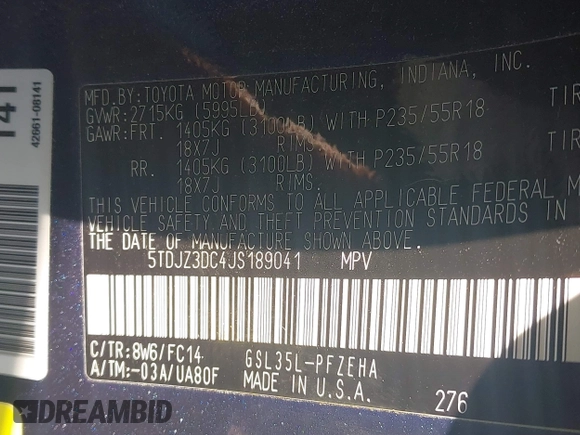 MFD.BY:TOYOTA MOTOR MANUFACTURING, INDIANA, INC.
GVWR:2715KG (5995LB)
GAWR:FRT. 1405KG (3100LB) WITH P235/55R18 TIR
18X7J RIMS.
RR. 1405KG (3100LB) WITH P235/55R18 TIR
18X7J RIMS.
THIS VEHICLE CONFORMS TO ALL APPLICABLE FEDERAL M
VEHICLE SAFETY AND THEFT PREVENTION STANDARDS IN
THE DATE OF MANUFACTURE SHOWN ABOVE.
5TDJZ3DC4JS189041 MPV
C/TR:8W6/FC14 GSL35L-PFZEHA
A/TM:-03A/UA80F MADE IN U.S.A. 276
42661-08141
141
DREAMBID